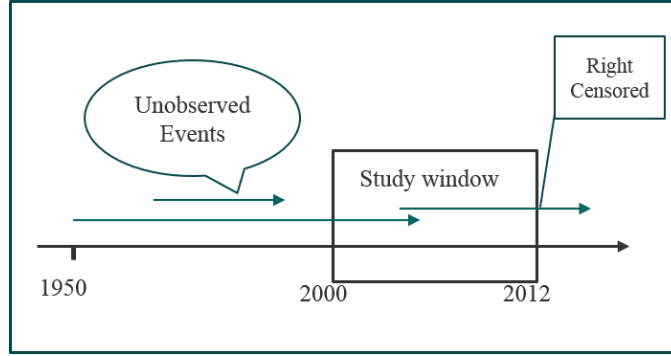 Unobserved
Events
Right
Censored
Study window
1950
2000
2012